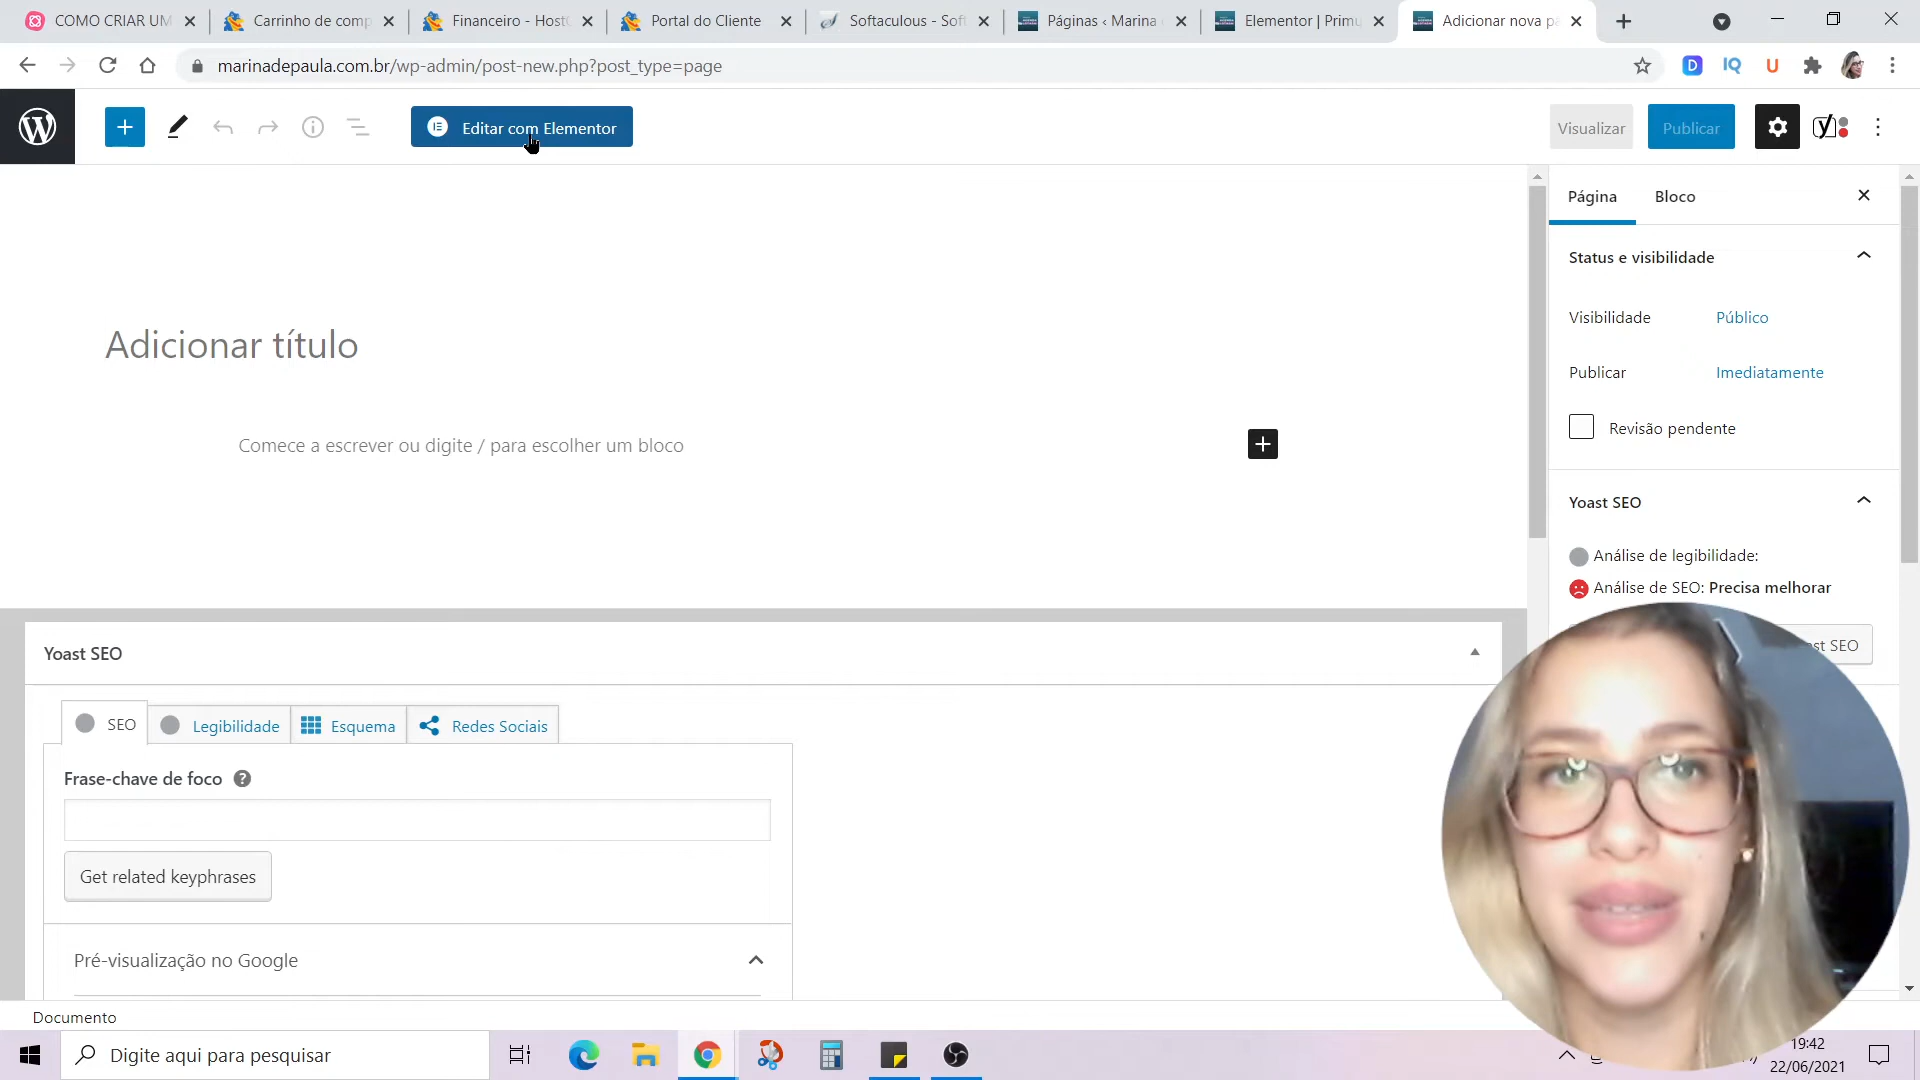 COMO CRIAR UM
Carrinho de comp
Financeiro - Host
Portal do Cliente
Softaculous - Soft
Páginas ‹ Marina
Elementor | Primu
Adicionar nova pá
marinadepaula.com.br/wp-admin/post-new.php?post_type=page
D
IQ
U
Editar com Elementor
Visualizar
Publicar
Adicionar título
Comece a escrever ou digite / para escolher um bloco
Página
Bloco
Status e visibilidade
Visibilidade
Público
Publicar
Imediatamente
Revisão pendente
Yoast SEO
Análise de legibilidade:
Análise de SEO: Precisa melhorar
SEO
Yoast SEO
SEO
Legibilidade
Esquema
Redes Sociais
Frase-chave de foco
Get related keyphrases
Pré-visualização no Google
Documento
Digite aqui para pesquisar
19:42
22/06/2021